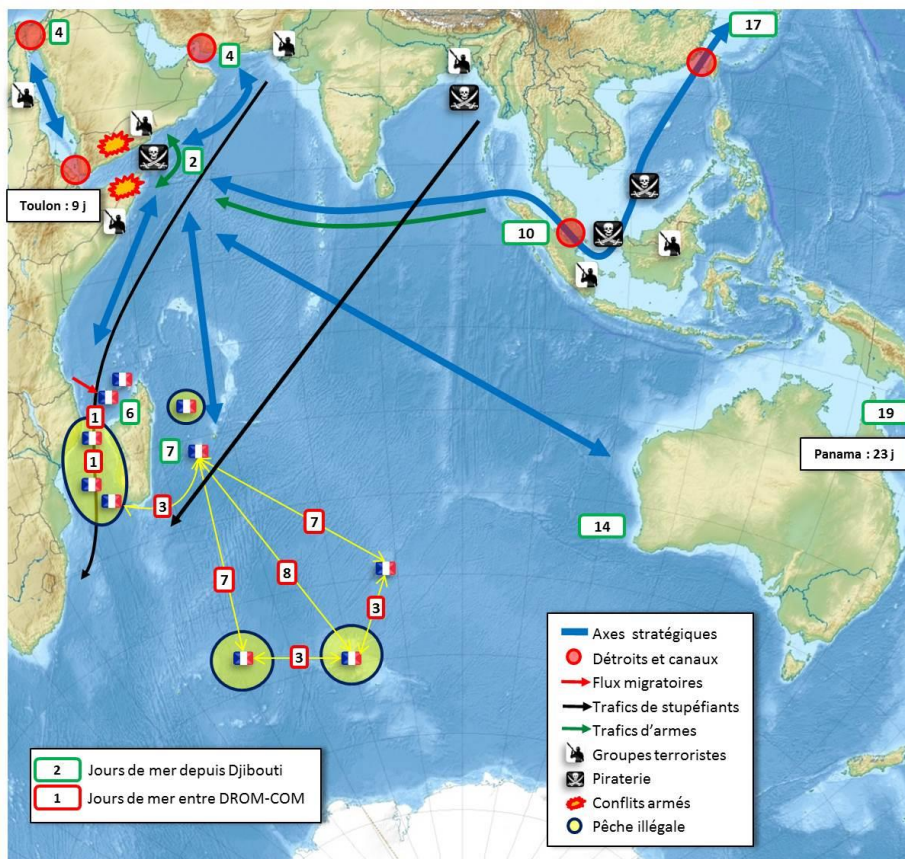 4
4
17
2
Toulon : 9 j
10
6
1
1
7
3
19
Panama : 23 j
14
7
7
8
3
3
Axes stratégiques
Détroits et canaux
Flux migratoires
Trafics de stupéfiants
Trafics d'armes
Groupes terroristes
Piraterie
Conflits armés
Pêche illégale
2 Jours de mer depuis Djibouti
1 Jours de mer entre DROM-COM